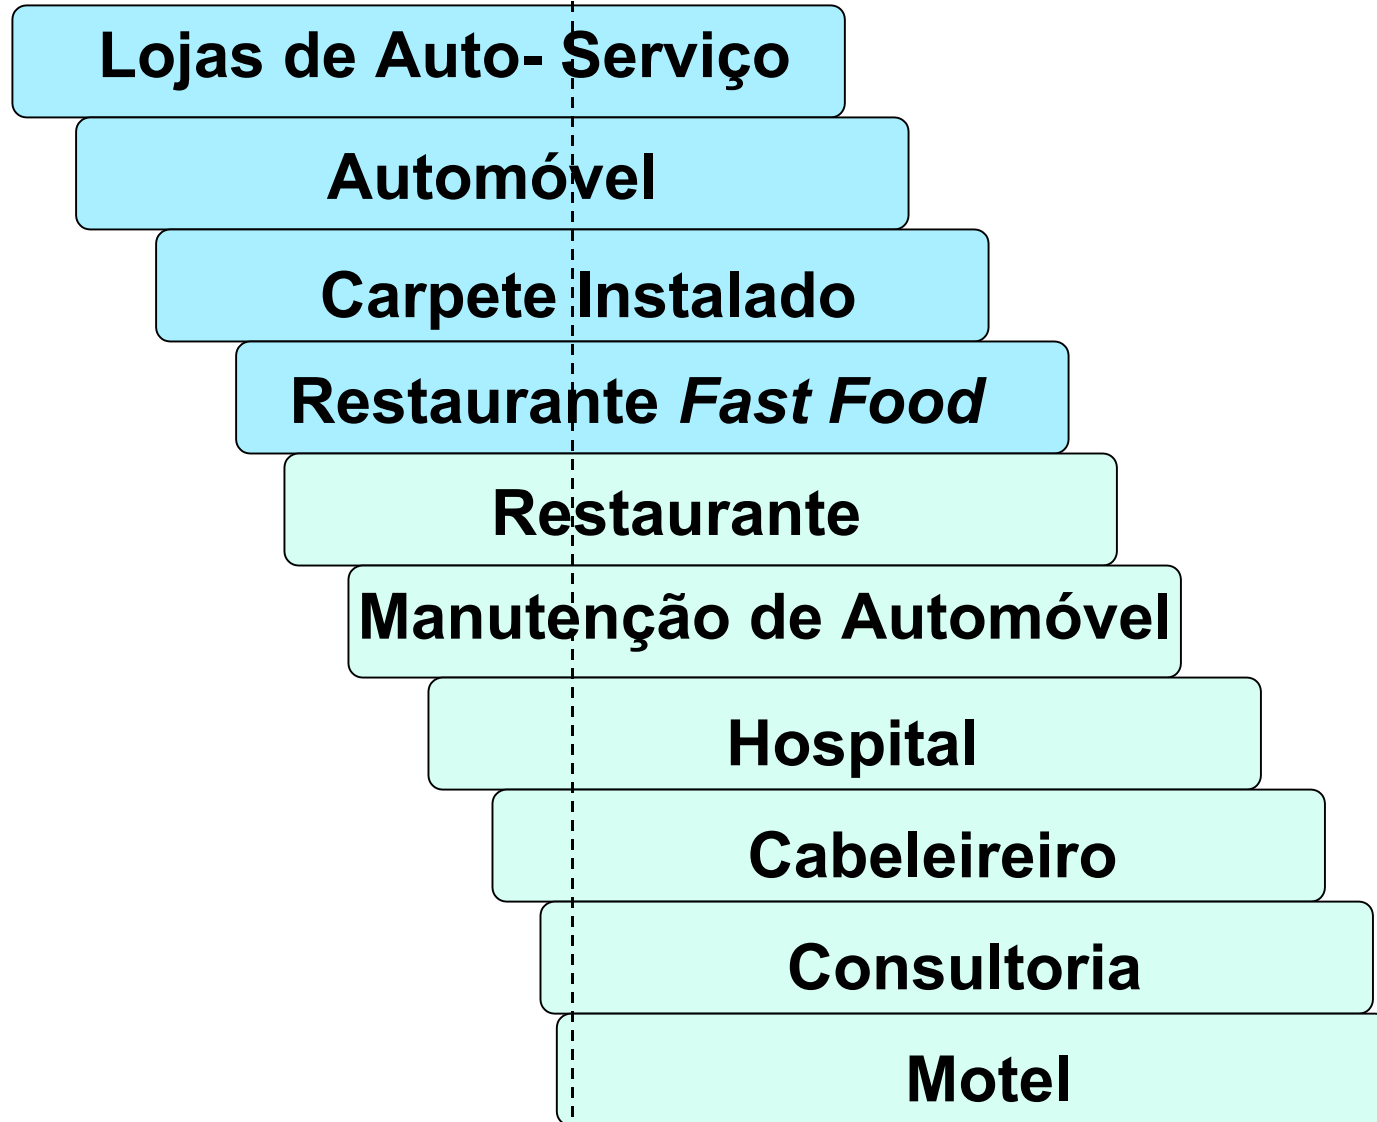 Lojas de Auto- Serviço
Automóvel
Carpete Instalado
Restaurante Fast Food
Restaurante
Manutenção de Automóvel
Hospital
Cabeleireiro
Consultoria
Motel